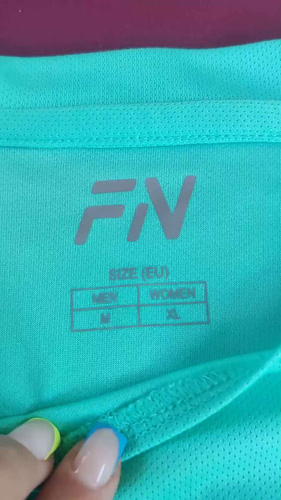 FN
SIZE (EU)
MEN WOMEN
M XL